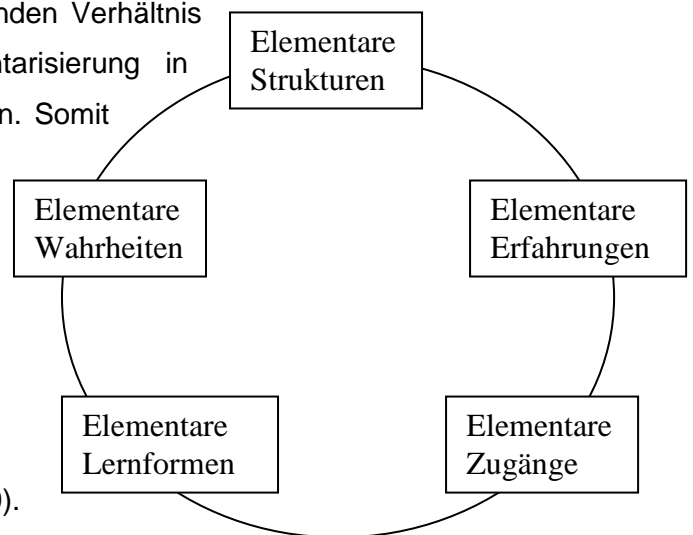 nden Verhältnis
ntarisierung in
n. Somit
Elementare
Strukturen
Elementare
Wahrheiten
Elementare
Erfahrungen
Elementare
Lernformen
Elementare
Zugänge
).